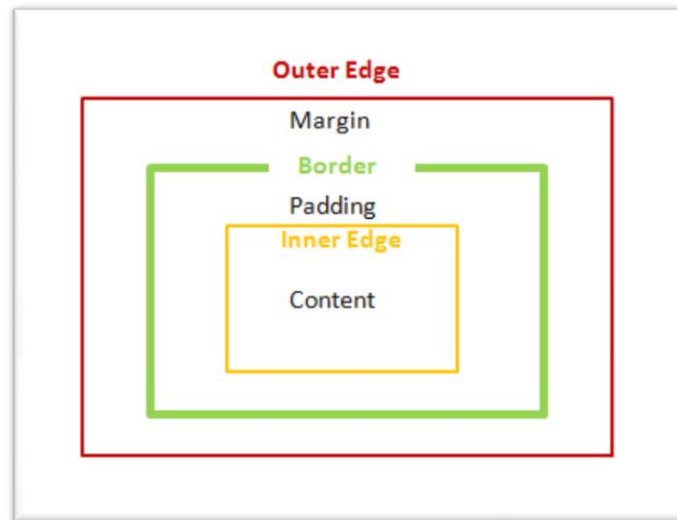 Outer Edge
Margin
Border
Padding
Inner Edge
Content